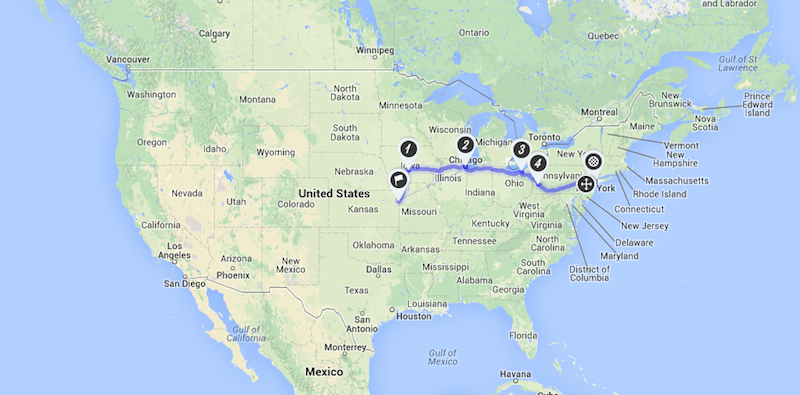 and Labrador
Calgary
Ontario
Quebec
Vancouver
Winnipeg
Gulf of
St
Lawrence
Washington
North
Dakota
Montana
Minnesota
Montreal
New
Brunswick
Prince
Edward
Island
Maine
Nova
Scotia
Oregon
Idaho
South
Dakota
Wisconsin
Michigan
Toronto
Vermont
New
Hampshire
Wyoming
1
2
3
4
Iowa
Chicago
New
Nebraska
Illinois
Ohio
Massachusetts
Nevada
United States
Indiana
York
Rhode Island
Utah
Colorado
Kansas
Missouri
West
Virginia
Connecticut
California
Kentucky
Virginia
New Jersey
Delaware
Maryland
Los
Angeles
Arizona
Phoenix
New
Mexico
Oklahoma
Arkansas
Tennessee
North
Carolina
District of
Columbia
San Diego
Dallas
Mississippi
South
Carolina
Alabama
Georgia
Louisiana
San
Antonio
Houston
Gulf of
California
Florida
Monterrey
Gulf of
Mexico
Mexico
Havana